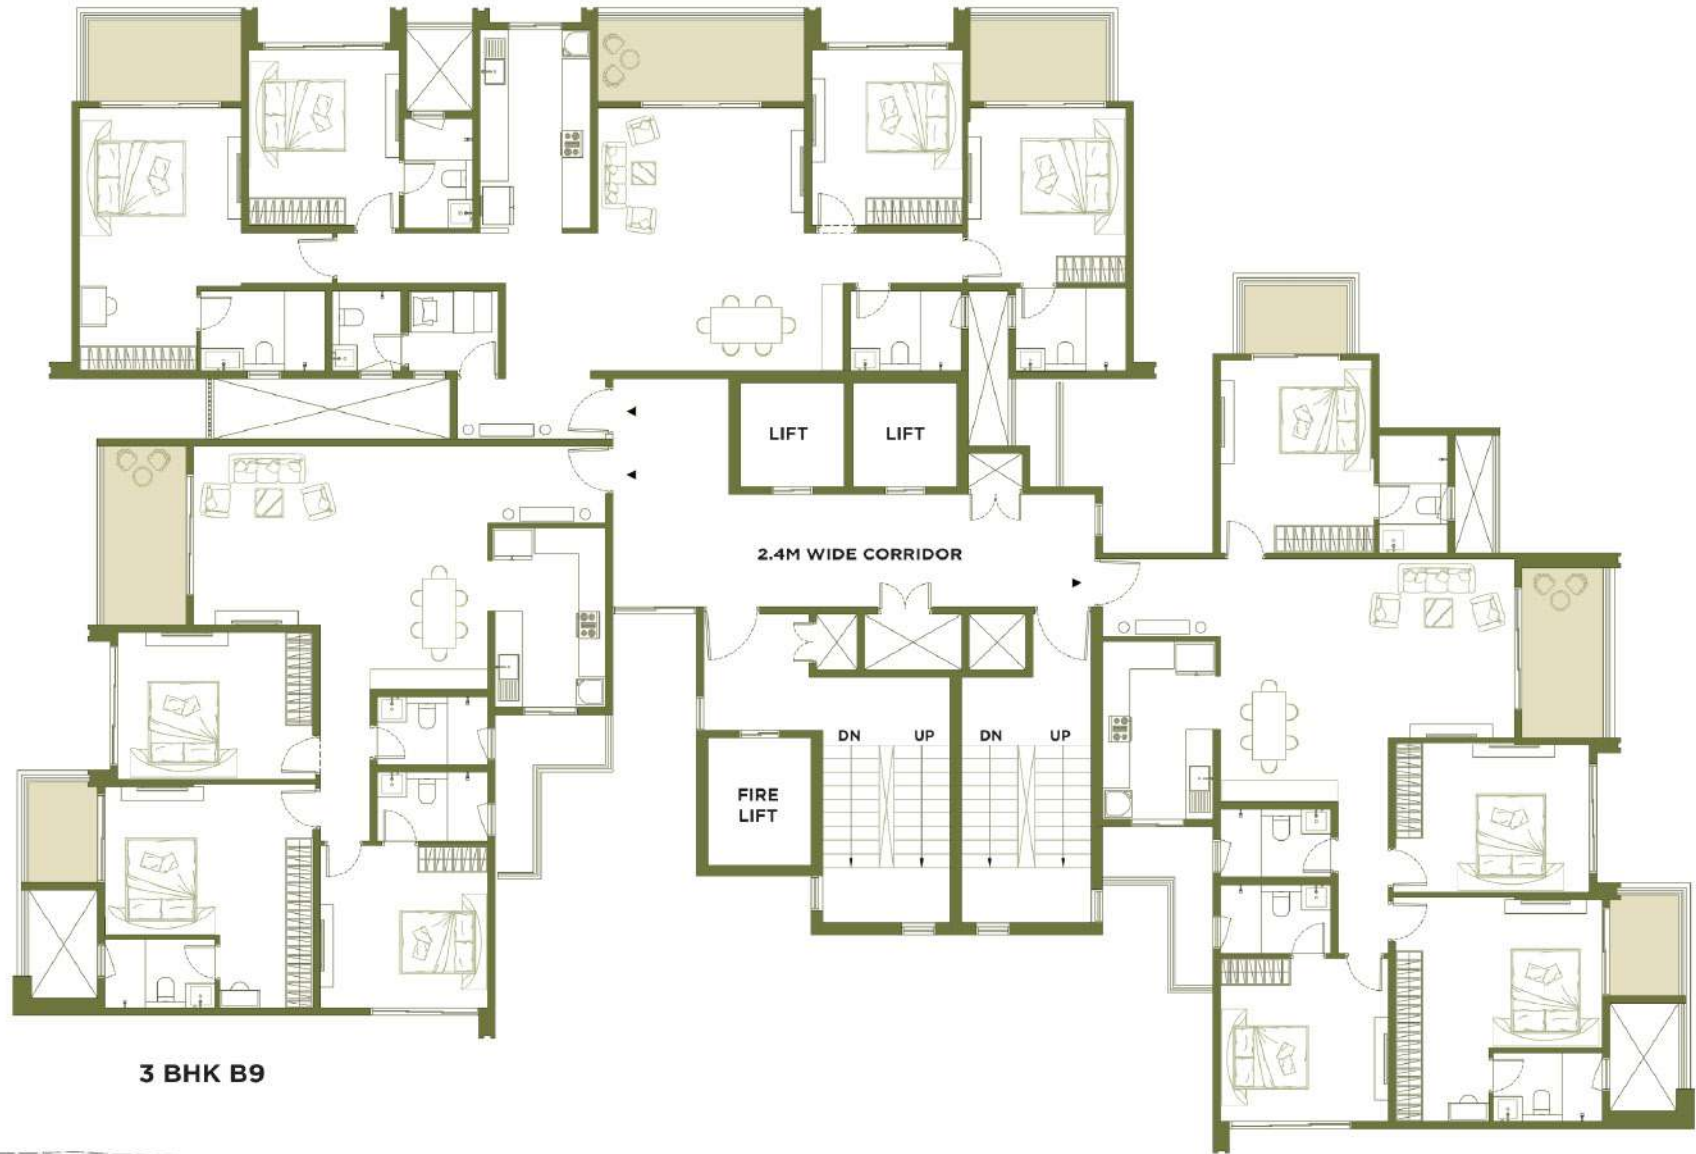 LIFT
LIFT
2.4M WIDE CORRIDOR
DN
UP
DN
UP
FIRE
LIFT
3 BHK B9